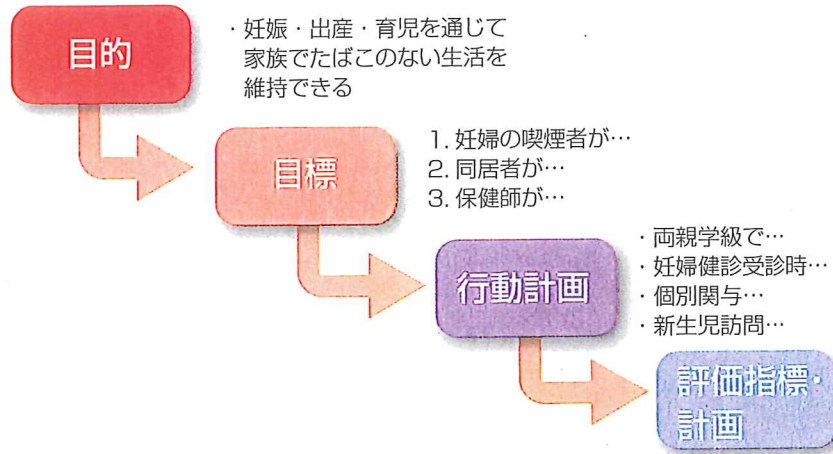 目的
・妊娠・出産・育児を通じて
家族でたばこのない生活を
維持できる
目標
1. 妊婦の喫煙者が…
2. 同居者が…
3. 保健師が…
行動計画
・両親学級で…
・妊婦健診受診時…
・個別関与…
・新生児訪問…
評価指標・
計画